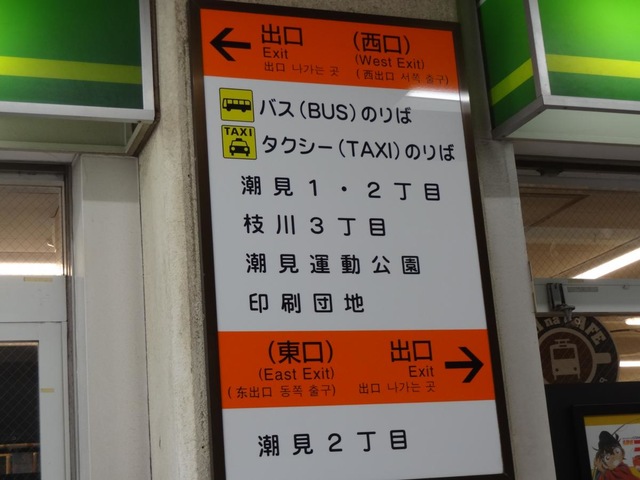 出口 (西口)
Exit (West Exit)
出口 나가는 곳 (西出口 서쪽 출구)
バス(BUS)のりば
TAXI
タクシー(TAXI)のりば
潮見1・2丁目
枝川3丁目
潮見運動公園
印刷団地
(東口) 出口
(East Exit) Exit
(东出口 동쪽 출구) 出口 나가는 곳
潮見2丁目